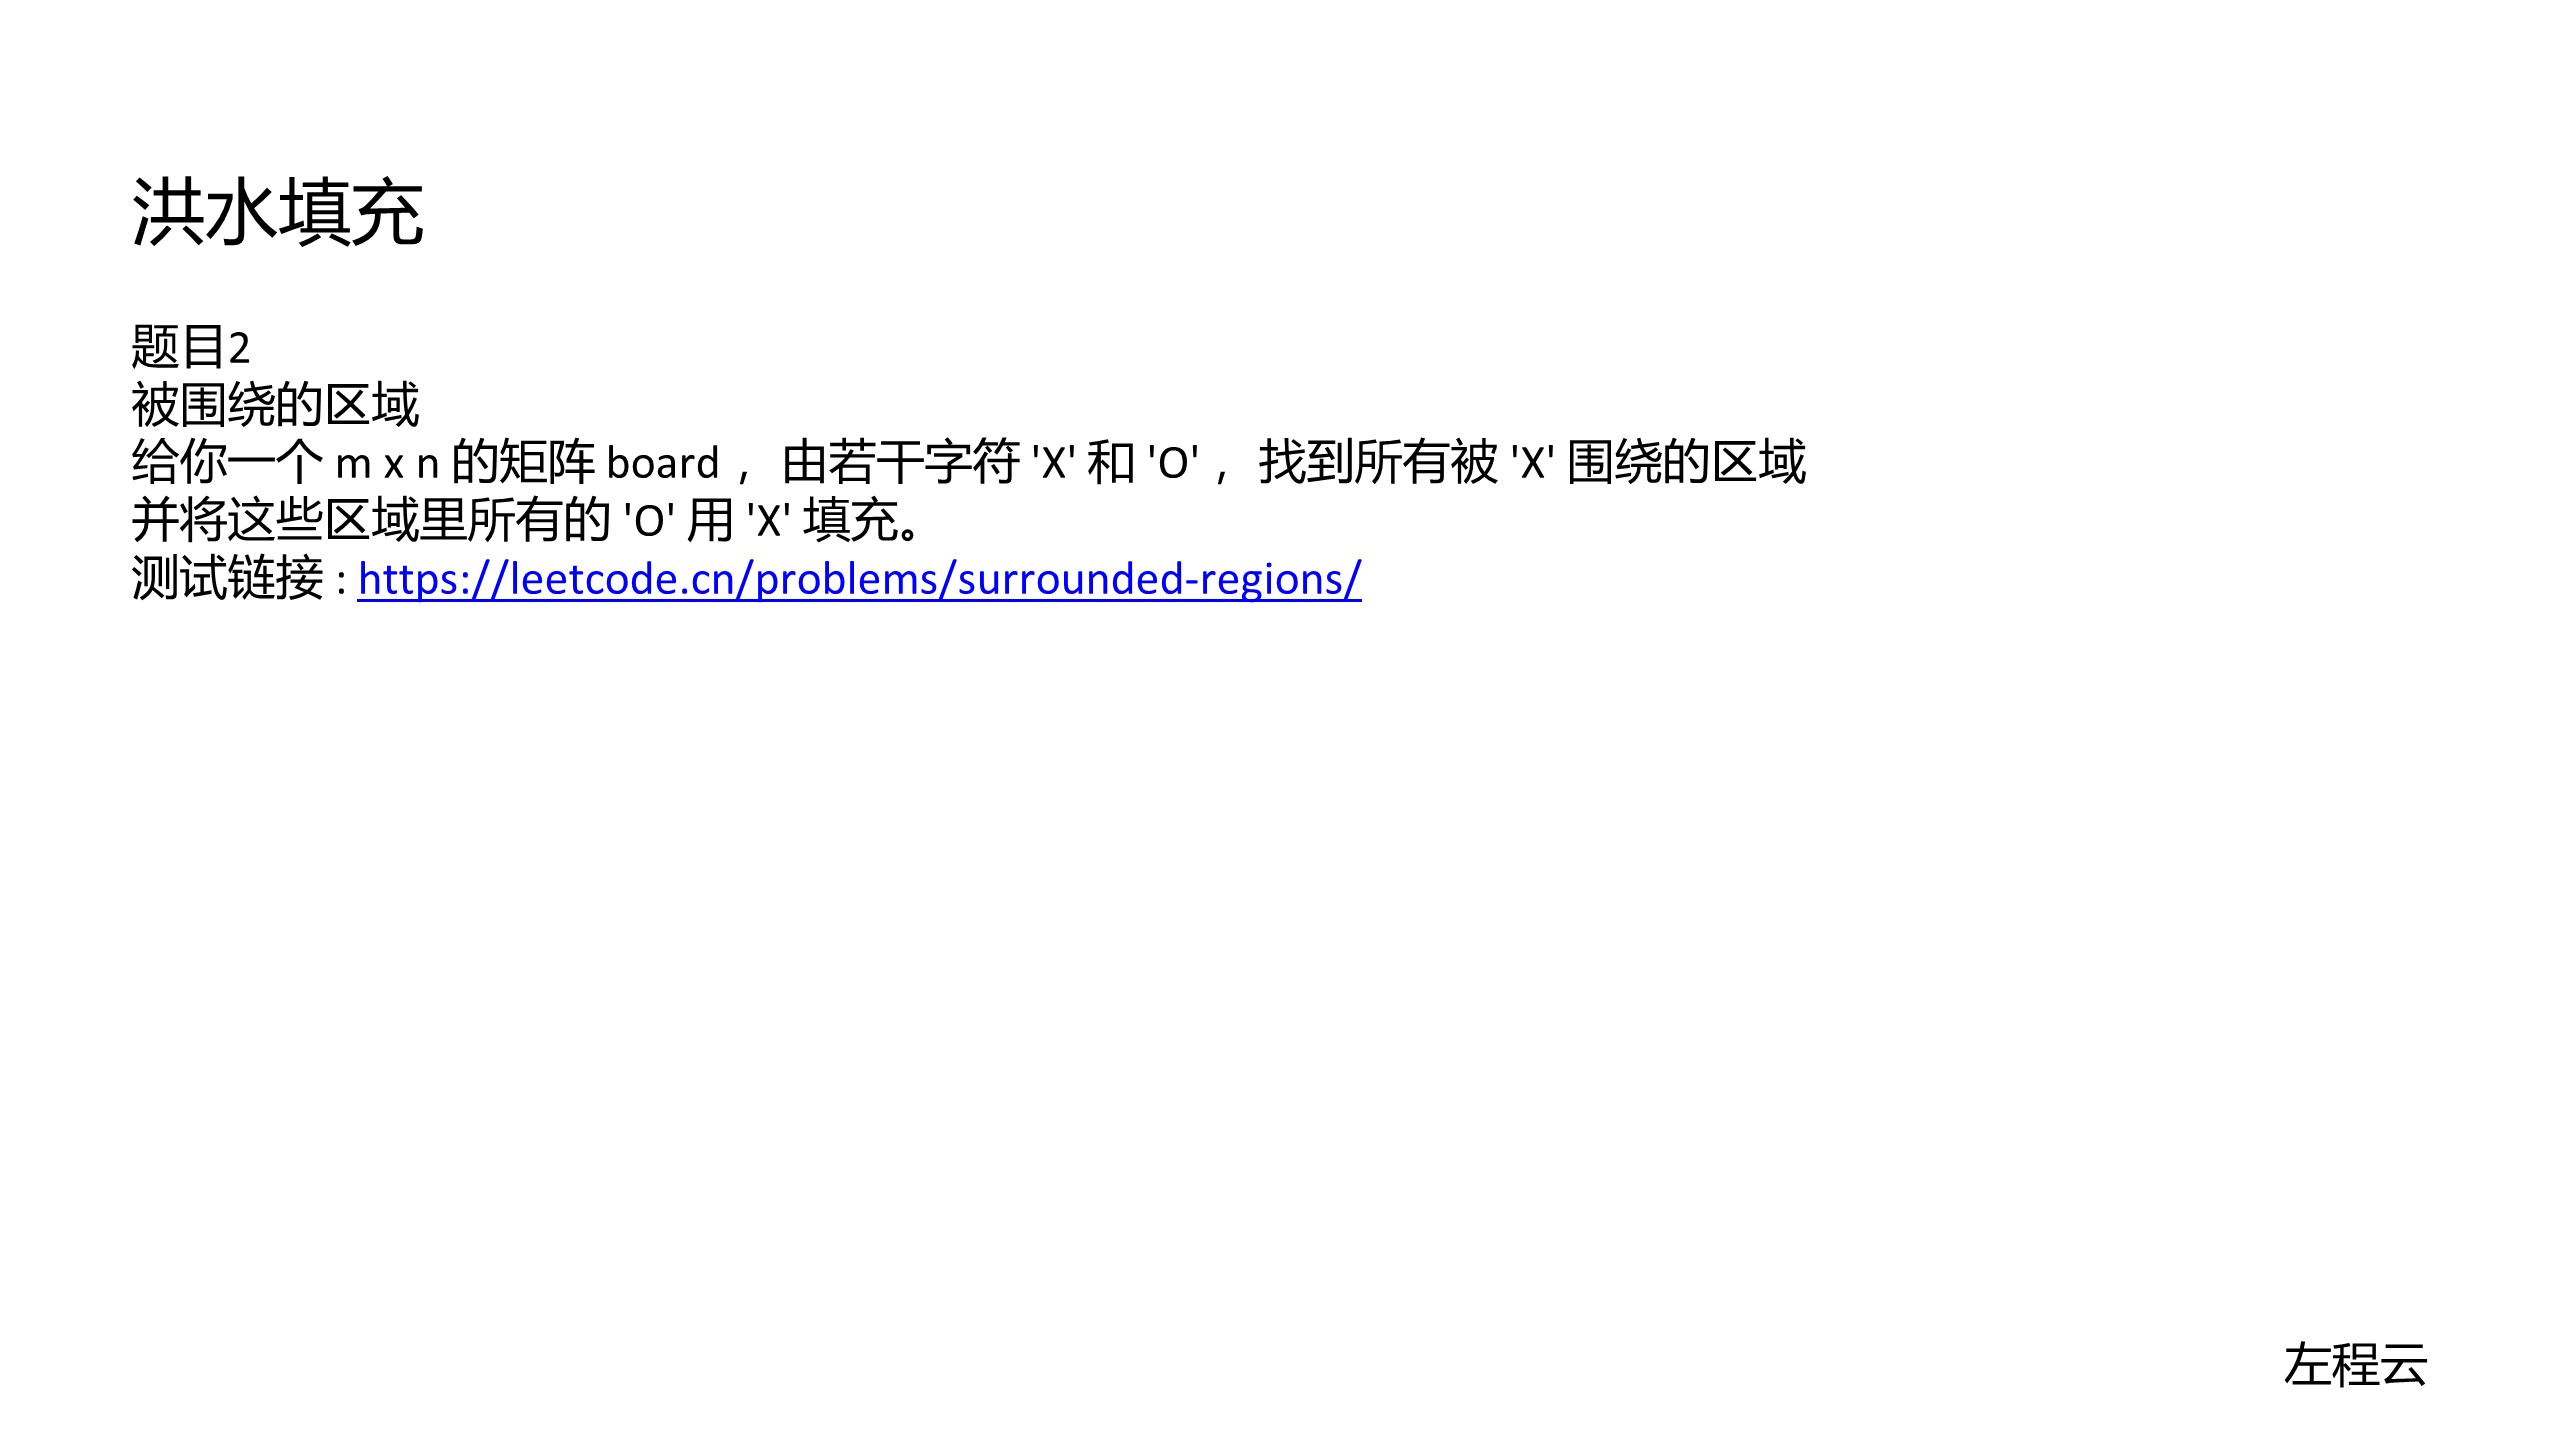 洪水填充
题目2
被围绕的区域
给你一个 m x n 的矩阵 board ，由若干字符 'X' 和 'O' ，找到所有被 'X' 围绕的区域
并将这些区域里所有的 'O' 用 'X' 填充。
测试链接 : https://leetcode.cn/problems/surrounded-regions/
左程云